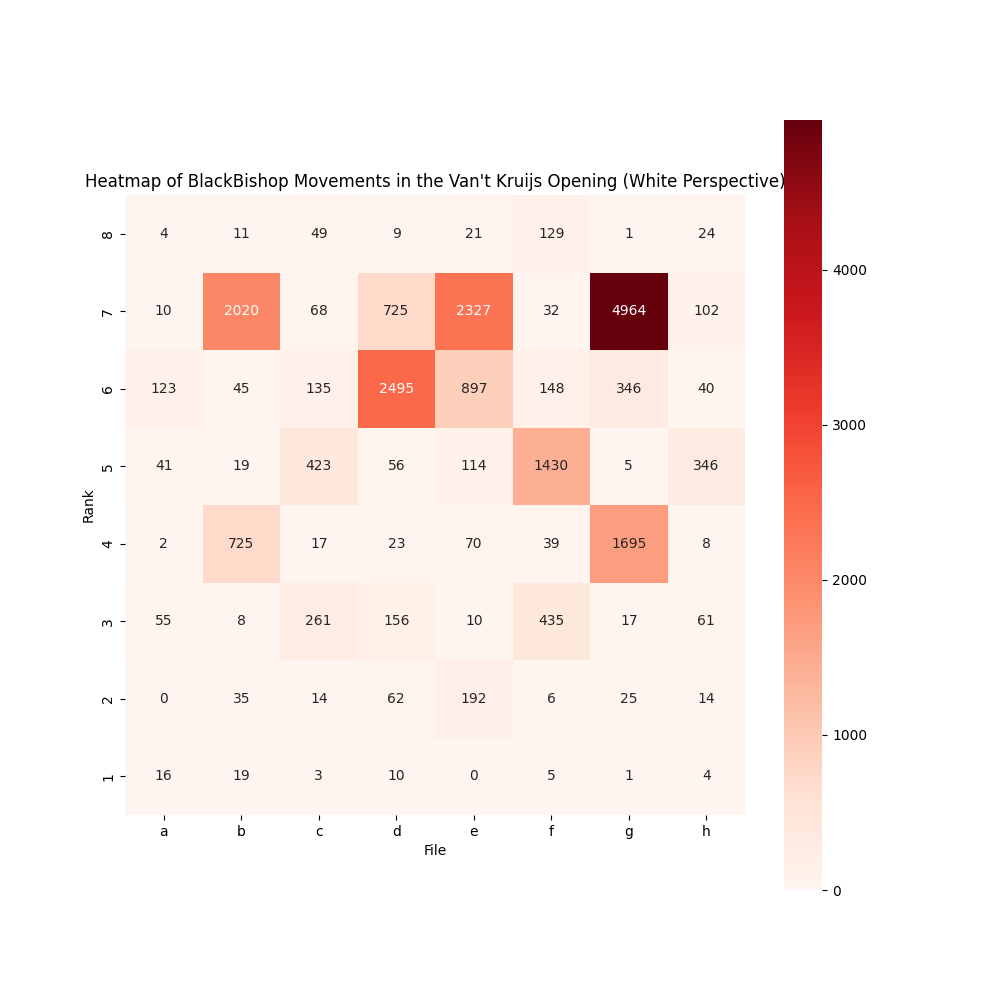 Heatmap of BlackBishop Movements in the Van't Kruijs Opening (White Perspective)
8 4 11 49 9 21 129 1 24
7 10 2020 68 725 2327 32 4964 102
6 123 45 135 2495 897 148 346 40
5 41 19 423 56 114 1430 5 346
4 2 725 17 23 70 39 1695 8
3 55 8 261 156 10 435 17 61
2 0 35 14 62 192 6 25 14
1 16 19 3 10 0 5 1 4
a b c d e f g h
File
Rank
4000
3000
2000
1000
0